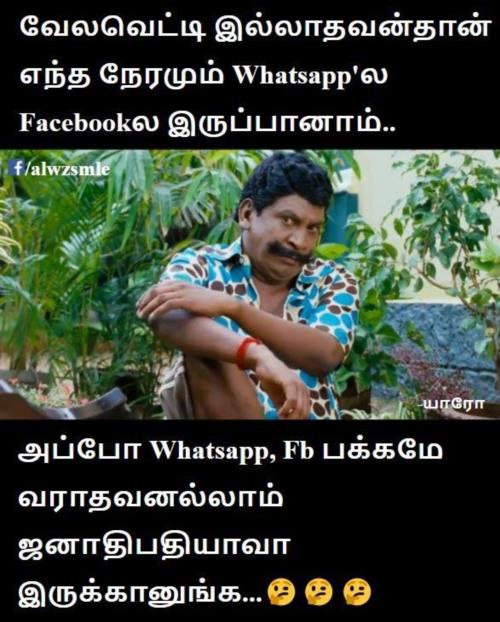 வேலவெட்டி இல்லாதவன்தான்
எந்த நேரமும் Whatsapp'ல
Facebookல இருப்பானாம்..
f/alwzsmle
-யாரோ
அப்போ Whatsapp, Fb பக்கமே
வராதவனல்லாம்
ஜனாதிபதியாவா
இருக்கானுங்க...🤔🤔🤔